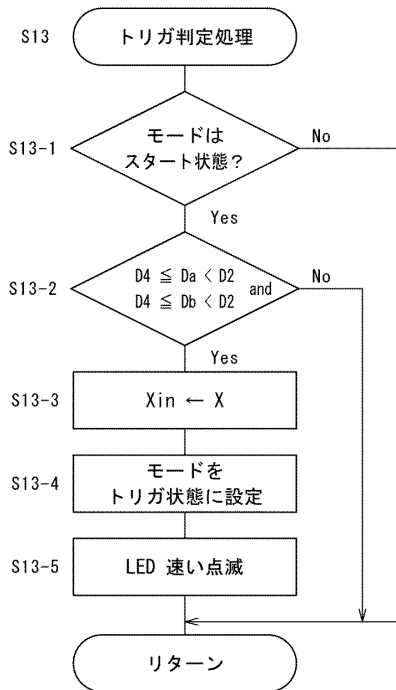 S13
トリガ判定処理
S13-1
モードは
スタート状態？
No
Yes
S13-2
D4 ≦ Da < D2
D4 ≦ Db < D2
and
No
Yes
S13-3
Xin ← X
S13-4
モードを
トリガ状態に設定
S13-5
LED 速い点滅
リターン